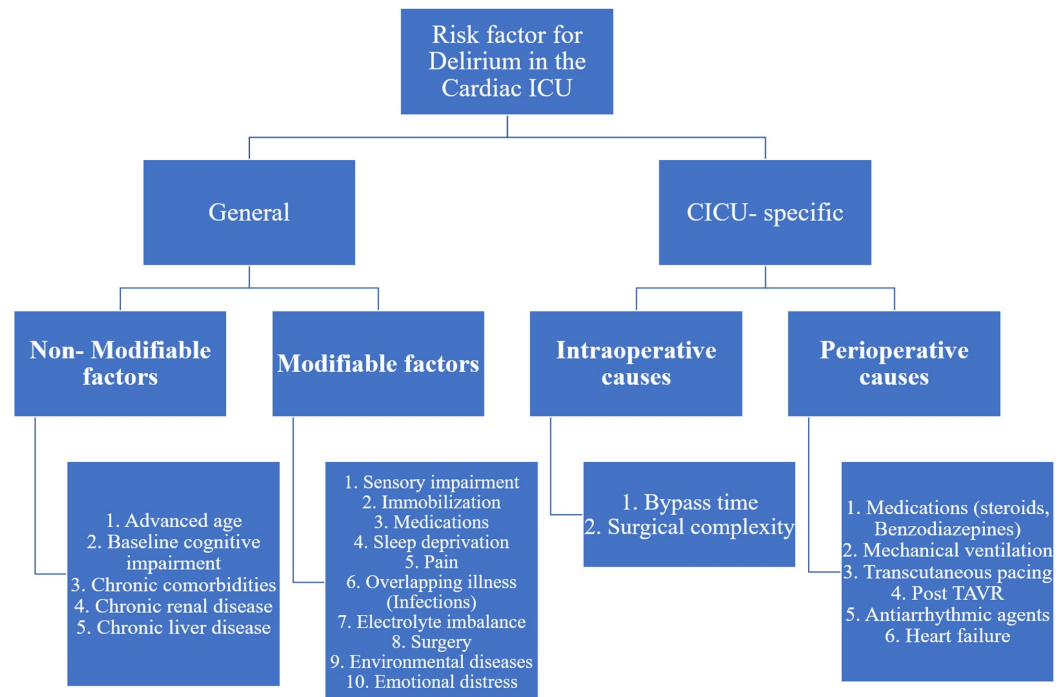 Risk factor for
Delirium in the
Cardiac ICU
General
CICU- specific
Non- Modifiable
factors
Modifiable factors
Intraoperative
causes
Perioperative
causes
1. Advanced age
2. Baseline cognitive
impairment
3. Chronic comorbidities
4. Chronic renal disease
5. Chronic liver disease
1. Sensory impairment
2. Immobilization
3. Medications
4. Sleep deprivation
5. Pain
6. Overlapping illness
(Infections)
7. Electrolyte imbalance
8. Surgery
9. Environmental diseases
10. Emotional distress
1. Bypass time
2. Surgical complexity
1. Medications (steroids,
Benzodiazepines)
2. Mechanical ventilation
3. Transcutaneous pacing
4. Post TAVR
5. Antiarrhythmic agents
6. Heart failure